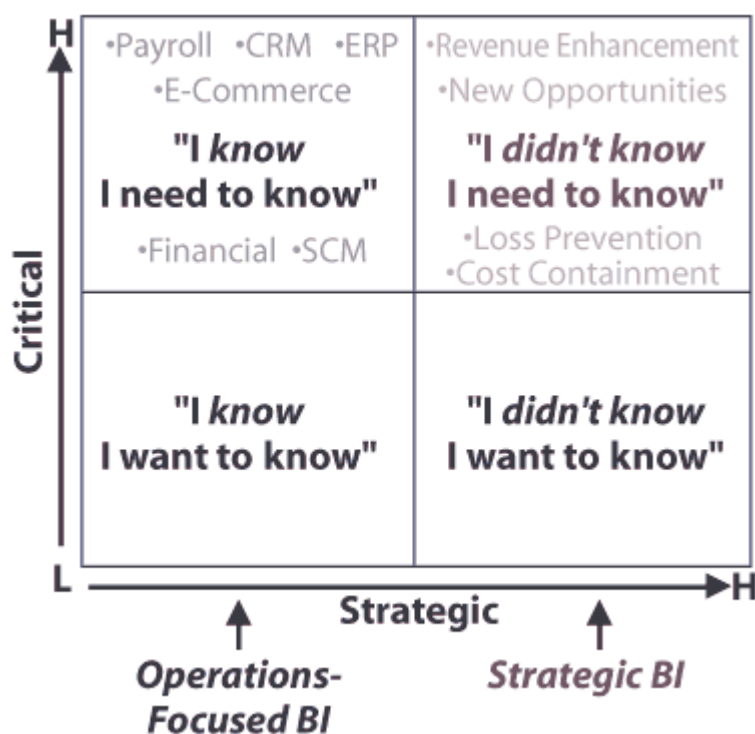 H
•Payroll •CRM •ERP
•E-Commerce
"I know
I need to know"
•Financial •SCM
•Revenue Enhancement
•New Opportunities
"I didn't know
I need to know"
•Loss Prevention
•Cost Containment
Critical
"I know
I want to know"
"I didn't know
I want to know"
L
H
Strategic
Operations-
Focused BI
Strategic BI